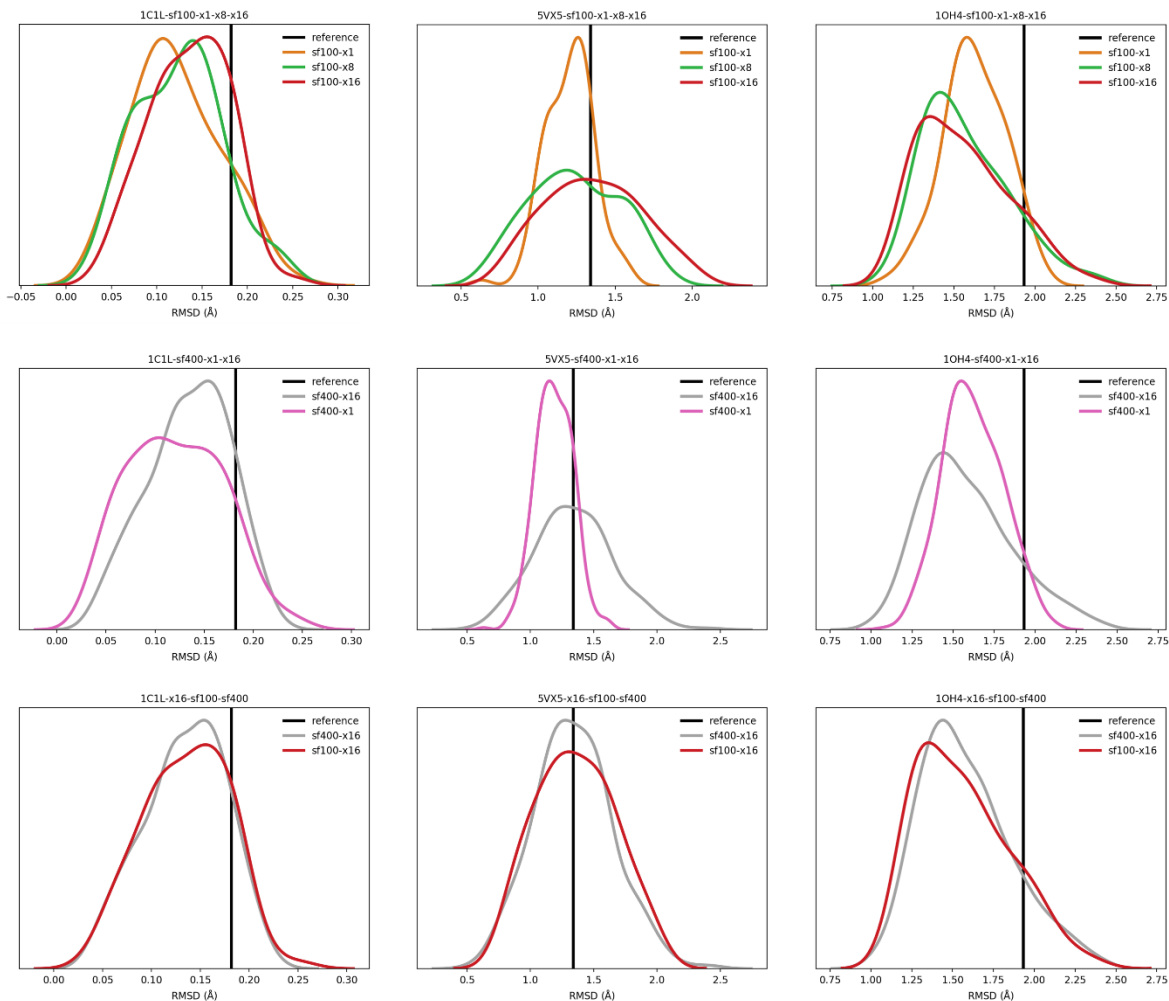 1C1L-sf100-x1-x8-x16
reference
sf100-x1
sf100-x8
sf100-x16
−0.05 0.00 0.05 0.10 0.15 0.20 0.25 0.30
RMSD (Å)
5VX5-sf100-x1-x8-x16
reference
sf100-x1
sf100-x8
sf100-x16
0.5 1.0 1.5 2.0
RMSD (Å)
1OH4-sf100-x1-x8-x16
reference
sf100-x1
sf100-x8
sf100-x16
0.75 1.00 1.25 1.50 1.75 2.00 2.25 2.50 2.75
RMSD (Å)
1C1L-sf400-x1-x16
reference
sf400-x16
sf400-x1
0.00 0.05 0.10 0.15 0.20 0.25 0.30
RMSD (Å)
5VX5-sf400-x1-x16
reference
sf400-x16
sf400-x1
0.5 1.0 1.5 2.0 2.5
RMSD (Å)
1OH4-sf400-x1-x16
reference
sf400-x16
sf400-x1
0.75 1.00 1.25 1.50 1.75 2.00 2.25 2.50 2.75
RMSD (Å)
1C1L-x16-sf100-sf400
reference
sf400-x16
sf100-x16
0.00 0.05 0.10 0.15 0.20 0.25 0.30
RMSD (Å)
5VX5-x16-sf100-sf400
reference
sf400-x16
sf100-x16
0.5 1.0 1.5 2.0 2.5
RMSD (Å)
1OH4-x16-sf100-sf400
reference
sf400-x16
sf100-x16
0.75 1.00 1.25 1.50 1.75 2.00 2.25 2.50 2.75
RMSD (Å)